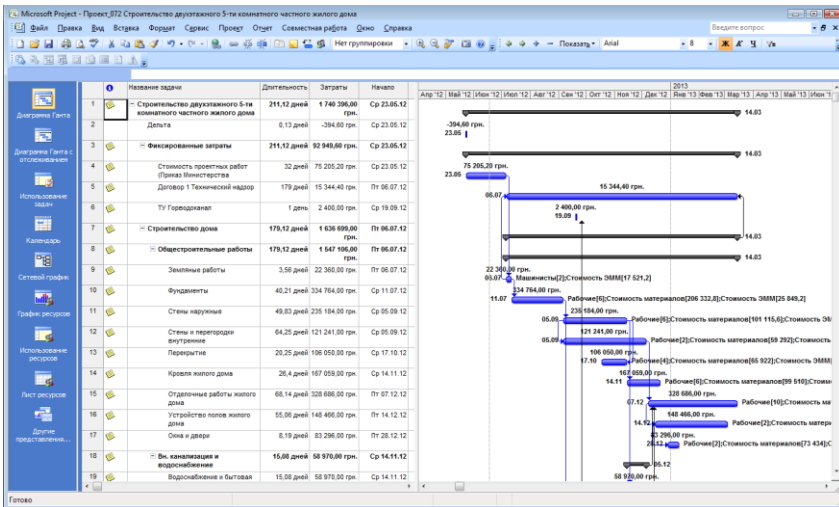 Microsoft Project - Проект_072 Строительство двухэтажного 5-ти комнатного частного жилого дома
Файл Правка Вид Вставка Формат Сервис Проект Отчет Совместная работа Окно Справка
Введите вопрос
Нет группировки
Показать Arial 8 Ж К Ч
Диаграмма Ганта
Диаграмма Ганта с отслеживанием
Использование задач
Календарь
Сетевой график
График ресурсов
Использование ресурсов
Лист ресурсов
Другие представления...
Название задачи Длительность Затраты Начало
2013
Апр '12 Май '12 Июн '12 Июл '12 Авг '12 Сен '12 Окт '12 Ноя '12 Дек '12 Янв '13 Фев '13 Мар '13 Апр '13 Май '13 Июн '1
1 Строительство двухэтажного 5-ти комнатного частного жилого дома 211,12 дней 1 740 396,00 грн. Ср 23.05.12
14.03
2 Дельта 0,13 дней -394,60 грн. Ср 23.05.12
-394,60 грн.
23.05
3 Фиксированные затраты 211,12 дней 92 949,60 грн. Ср 23.05.12
14.03
4 Стоимость проектных работ (Приказ Министерства 32 дней 75 205,20 грн. Ср 23.05.12
75 205,20 грн.
23.05
5 Договор 1 Технический надзор 179 дней 15 344,40 грн. Пт 06.07.12
15 344,40 грн.
06.07
6 ТУ Горводоканал 1 день 2 400,00 грн. Ср 19.09.12
2 400,00 грн.
19.09
7 Строительство дома 179,12 дней 1 636 699,00 грн. Пт 06.07.12
14.03
8 Общестроительные работы 179,12 дней 1 547 106,00 грн. Пт 06.07.12
14.03
9 Земляные работы 3,56 дней 22 360,00 грн. Пт 06.07.12
22 360,00 грн.
Машинисты[2];Стоимость ЭММ[17 521,2]
10 Фундаменты 40,21 дней 334 764,00 грн. Ср 11.07.12
334 764,00 грн.
11.07 Рабочие[6];Стоимость материалов[206 332,8];Стоимость ЭММ[25 849,2]
11 Стены наружные 49,83 дней 235 184,00 грн. Ср 05.09.12
235 184,00 грн.
05.09 Рабочие[6];Стоимость материалов[101 115,6];Стоимость ЭМ
12 Стены и перегородки внутренние 64,25 дней 121 241,00 грн. Ср 05.09.12
121 241,00 грн.
05.09 Рабочие[2];Стоимость материалов[59 292];Стоимость
13 Перекрытие 20,25 дней 106 050,00 грн. Ср 17.10.12
106 050,00 грн.
17.10 Рабочие[4];Стоимость материалов[65 922];Стоимость ЭММ
14 Кровля жилого дома 26,4 дней 167 059,00 грн. Ср 14.11.12
167 059,00 грн.
14.11 Рабочие[6];Стоимость материалов[99 510];Стоим
15 Отделочные работы жилого дома 68,14 дней 328 686,00 грн. Пт 07.12.12
328 686,00 грн.
07.12 Рабочие[10];Стоимость ма
16 Устройство полов жилого дома 55,06 дней 148 466,00 грн. Пт 14.12.12
148 466,00 грн.
14.12 Рабочие[2];Стоимость матери
17 Окна и двери 8,19 дней 83 296,00 грн. Пт 28.12.12
83 296,00 грн.
28.12 Рабочие[2];Стоимость материалов[73 434];С
18 Вн. канализация и водоснабжение 15,08 дней 58 970,00 грн. Ср 14.11.12
05.12
19 Водоснабжение и бытовая 15,08 дней 58 970,00 грн. Ср 14.11.12
58 970,00 грн.
Готово